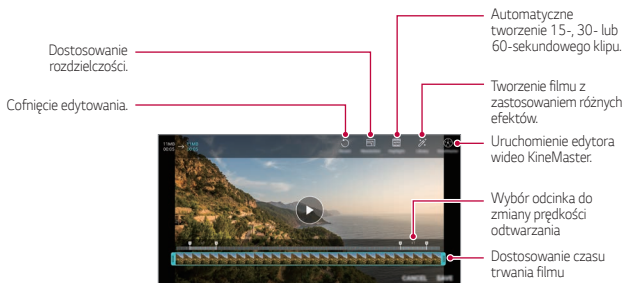 Automatyczne
tworzenie 15-, 30- lub
60-sekundowego klipu.
Dostosowanie
rozdzielczości.
Tworzenie filmu z
zastosowaniem różnych
efektów.
Cofnięcie edytowania.
Uruchomienie edytora
wideo KineMaster.
Wybór odcinka do
zmiany prędkości
odtwarzania
Dostosowanie czasu
trwania filmu
CANCEL SAVE